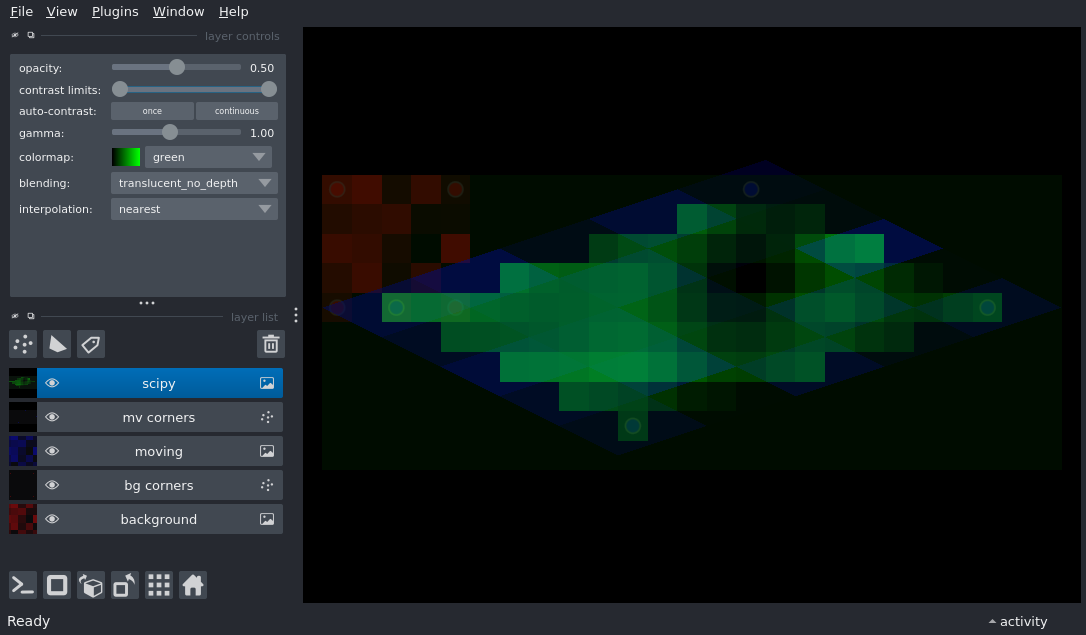 File View Plugins Window Help
layer controls
opacity: 0.50
contrast limits:
auto-contrast: once continuous
gamma: 1.00
colormap: green
blending: translucent_no_depth
interpolation: nearest
layer list
scipy
mv corners
moving
bg corners
background
Ready activity